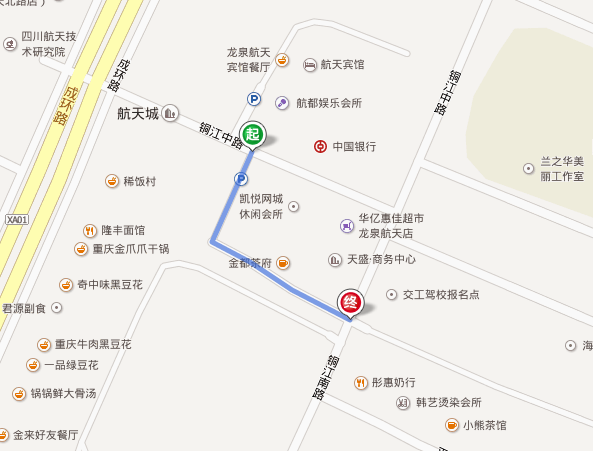 四川航天技
术研究院
成环路
成环路
航天城
龙泉航天
宾馆餐厅
航天宾馆
P
航都娱乐会所
铜江中路
起
中国银行
铜江中路
兰之华美
丽工作室
稀饭村
P
凯悦网城
休闲会所
华亿惠佳超市
龙泉航天店
XA01
隆丰面馆
重庆金爪爪干锅
金都茶府
天盛·商务中心
奇中味黑豆花
终
交工驾校报名点
君源副食
重庆牛肉黑豆花
一品绿豆花
海
铜江南路
彤惠奶行
锅锅鲜大骨汤
韩艺烫染会所
小熊茶馆
金来好友餐厅